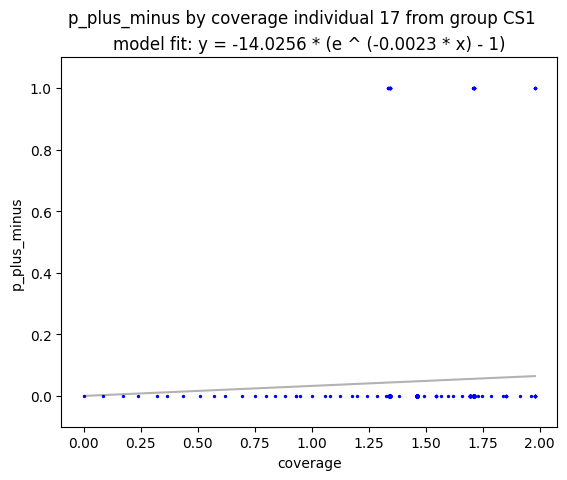 p_plus_minus by coverage individual 17 from group CS1
model fit: y = -14.0256 * (e ^ (-0.0023 * x) - 1)
1.0
0.8
0.6
0.4
0.2
0.0
p_plus_minus
0.00 0.25 0.50 0.75 1.00 1.25 1.50 1.75 2.00
coverage